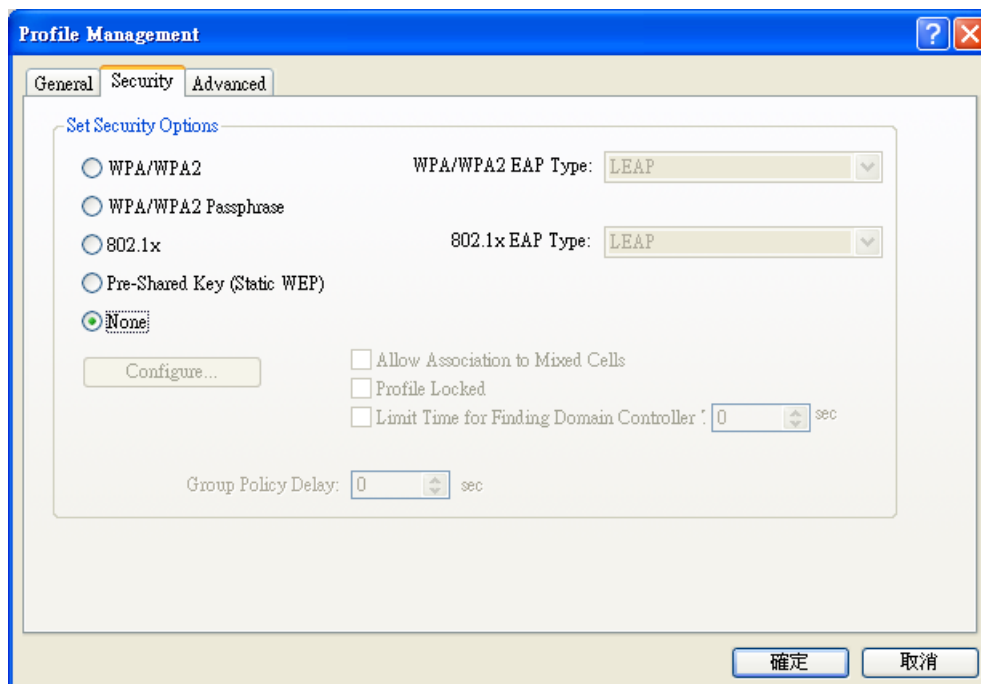 Profile Management
General Security Advanced
Set Security Options
WPA/WPA2 WPA/WPA2 EAP Type: LEAP
WPA/WPA2 Passphrase
802.1x 802.1x EAP Type: LEAP
Pre-Shared Key (Static WEP)
None
Configure... Allow Association to Mixed Cells
Profile Locked
Limit Time for Finding Domain Controller 0 sec
Group Policy Delay: 0 sec
確定 取消